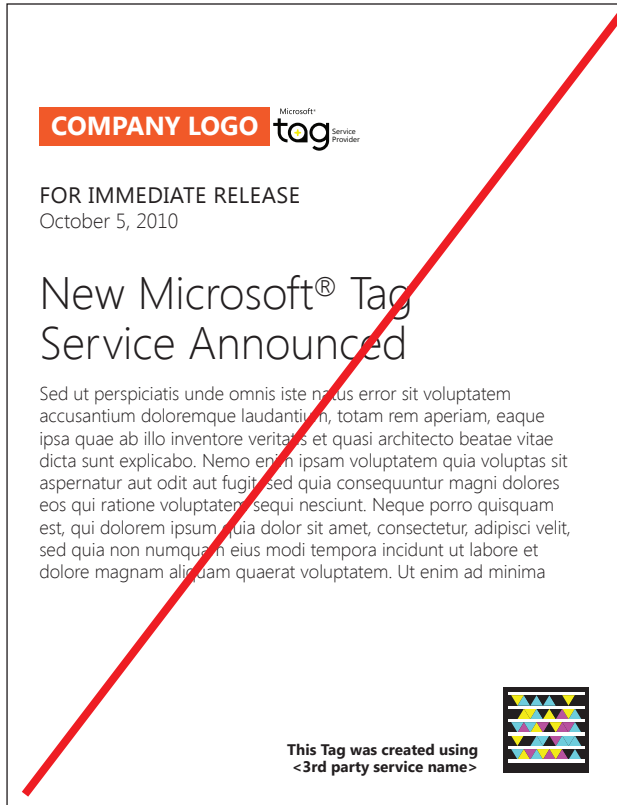 Microsoft®
COMPANY LOGO tag Service
Provider
FOR IMMEDIATE RELEASE
October 5, 2010
New Microsoft® Tag
Service Announced
Sed ut perspiciatis unde omnis iste natus error sit voluptatem
accusantium doloremque laudantium, totam rem aperiam, eaque
ipsa quae ab illo inventore veritatis et quasi architecto beatae vitae
dicta sunt explicabo. Nemo enim ipsam voluptatem quia voluptas sit
aspernatur aut odit aut fugit, sed quia consequuntur magni dolores
eos qui ratione voluptatem sequi nesciunt. Neque porro quisquam
est, qui dolorem ipsum quia dolor sit amet, consectetur, adipisci velit,
sed quia non numquam eius modi tempora incidunt ut labore et
dolore magnam aliquam quaerat voluptatem. Ut enim ad minima
This Tag was created using
<3rd party service name>